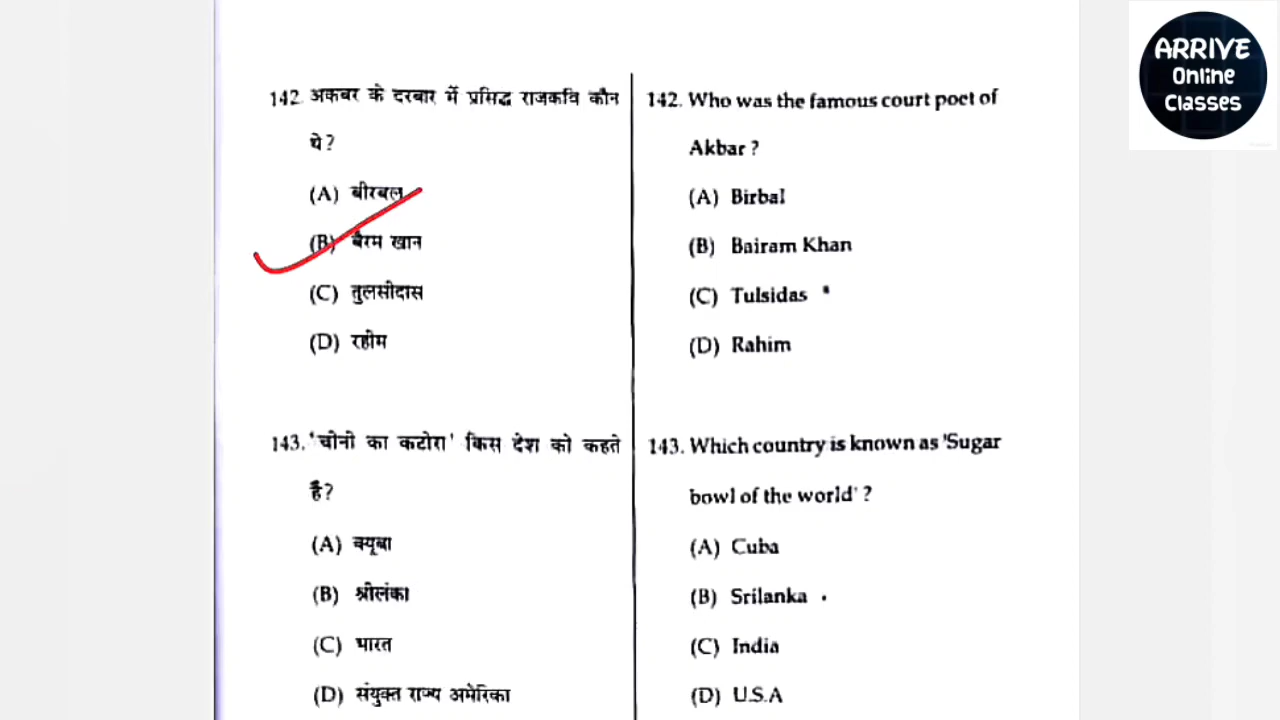 ARRIVE
Online
Classes
142. अकबर के दरबार में प्रसिद्ध राजकवि कौन
थे?
(A) बीरबल
(B) बैरम खान
(C) तुलसीदास
(D) रहीम
143. 'चीनी का कटोरा' किस देश को कहते
है?
(A) क्यूबा
(B) श्रीलंका
(C) भारत
(D) संयुक्त राज्य अमेरिका
142. Who was the famous court poet of
Akbar ?
(A) Birbal
(B) Bairam Khan
(C) Tulsidas
(D) Rahim
143. Which country is known as 'Sugar
bowl of the world' ?
(A) Cuba
(B) Srilanka
(C) India
(D) U.S.A